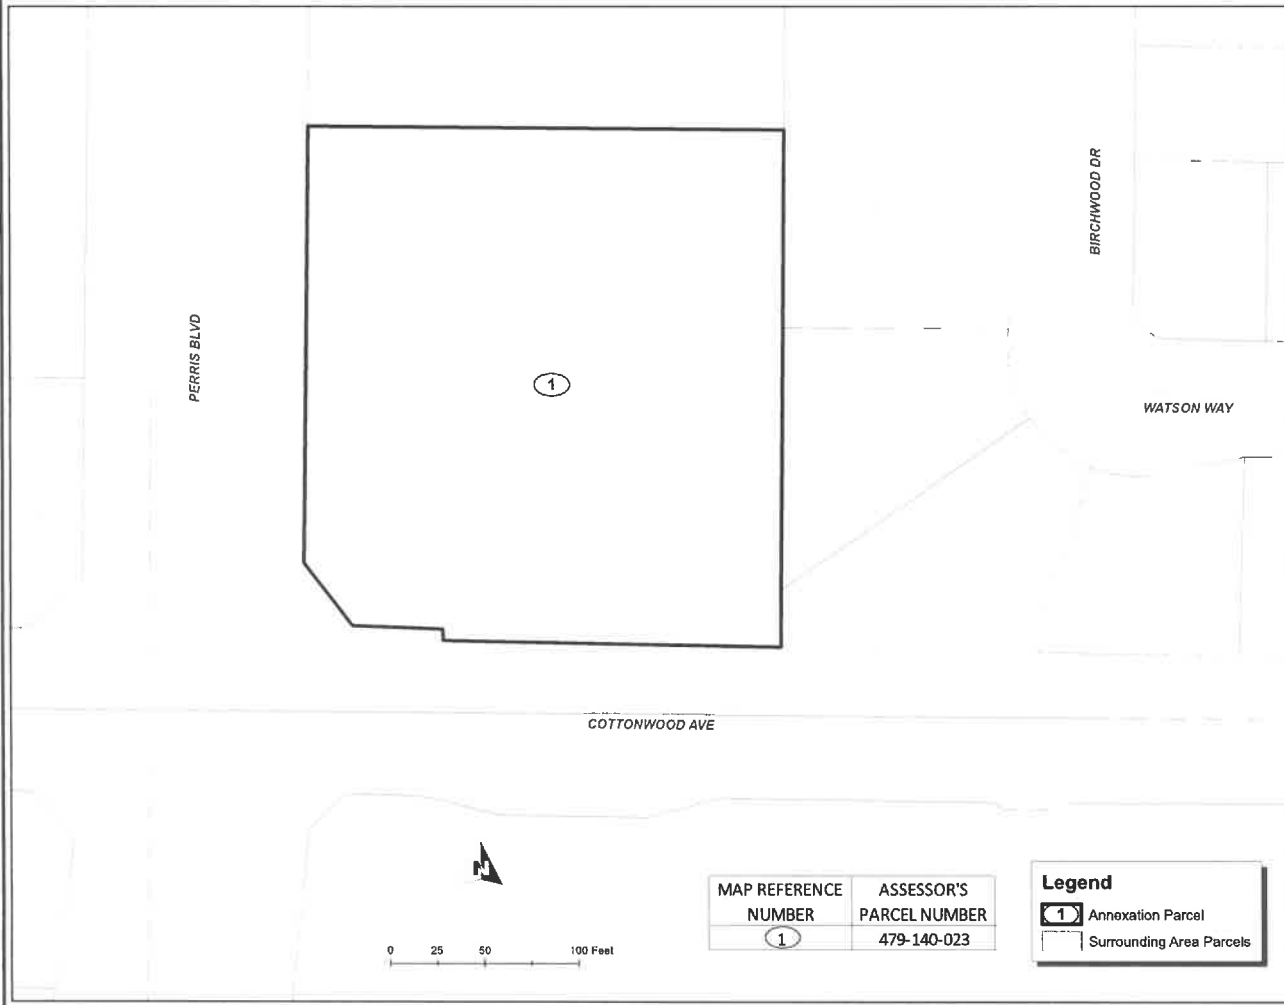 BIRCHWOOD DR
PERRIS BLVD
1
WATSON WAY
COTTONWOOD AVE
N
0 25 50 100 Feet
MAP REFERENCE NUMBER
ASSESSOR'S PARCEL NUMBER
1 479-140-023
Legend
1 Annexation Parcel
Surrounding Area Parcels